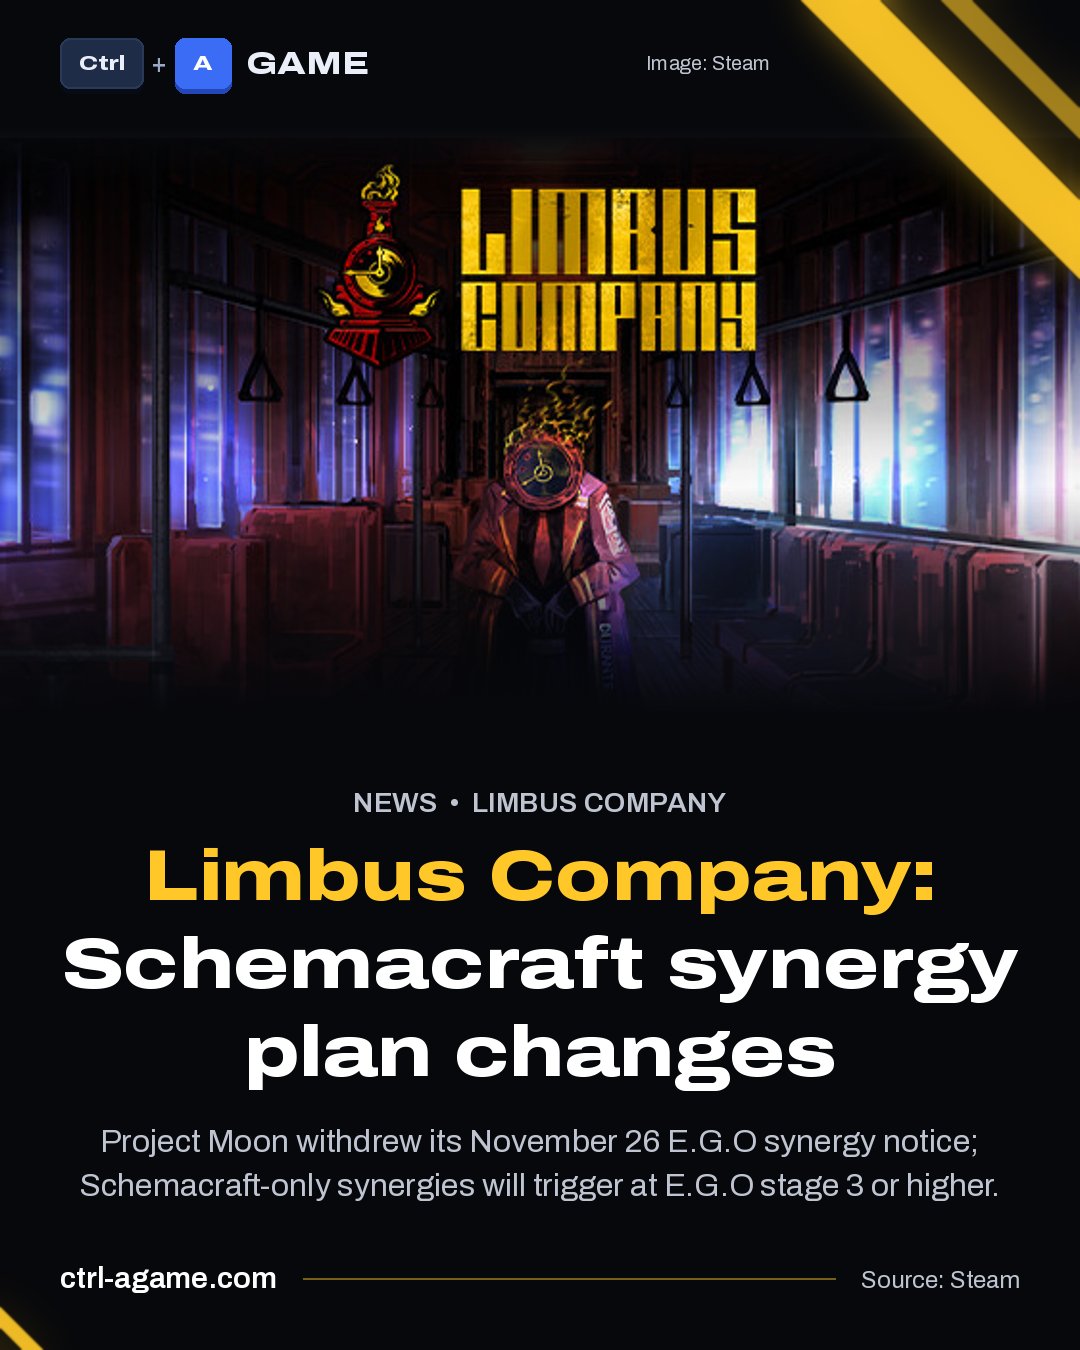 Ctrl + A GAME
Image: Steam
LIMBUS
COMPANY
DURANTE
NEWS • LIMBUS COMPANY
Limbus Company:
Schemacraft synergy
plan changes
Project Moon withdrew its November 26 E.G.O synergy notice;
Schemacraft-only synergies will trigger at E.G.O stage 3 or higher.
ctrl-agame.com
Source: Steam